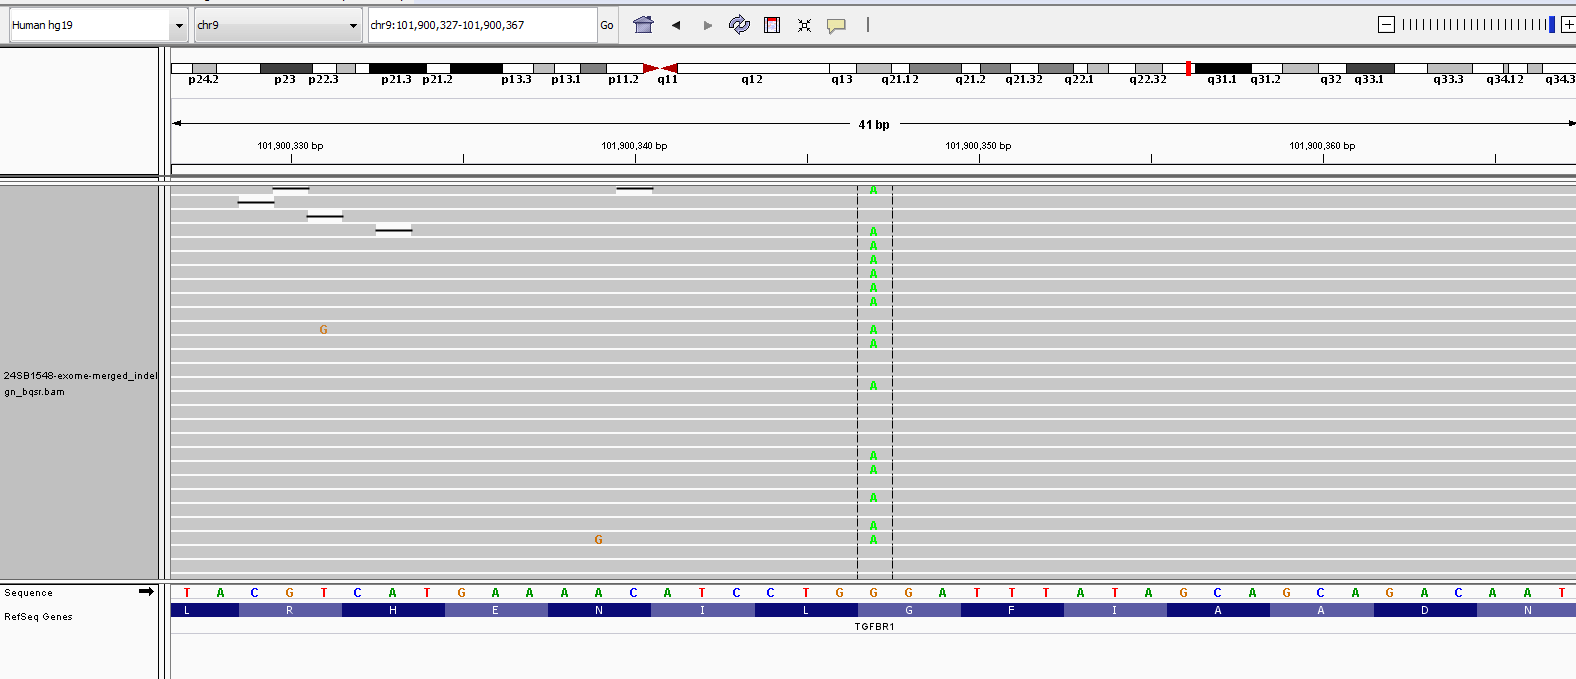 Human hg19 chr9 chr9:101,900,327-101,900,367 Go
p24.2 p23 p22.3 p21.3 p21.2 p13.3 p13.1 p11.2 q11 q12 q13 q21.12 q21.2 q21.32 q22.1 q22.32 q31.1 q31.2 q32 q33.1 q33.3 q34.12 q34.3
41 bp
101,900,330 bp 101,900,340 bp 101,900,350 bp 101,900,360 bp
A
A
A
A
A
A
A
G A
A
A
A
A
A
A
G A
24SB1548-exome-merged_indel
gn_bqsr.bam
Sequence T A C G T C A T G A A A A C A T C C T G G G A T T T A T A G C A G C A G A C A A T
RefSeq Genes L R H E N I L G F I A A D N
TGFBR1